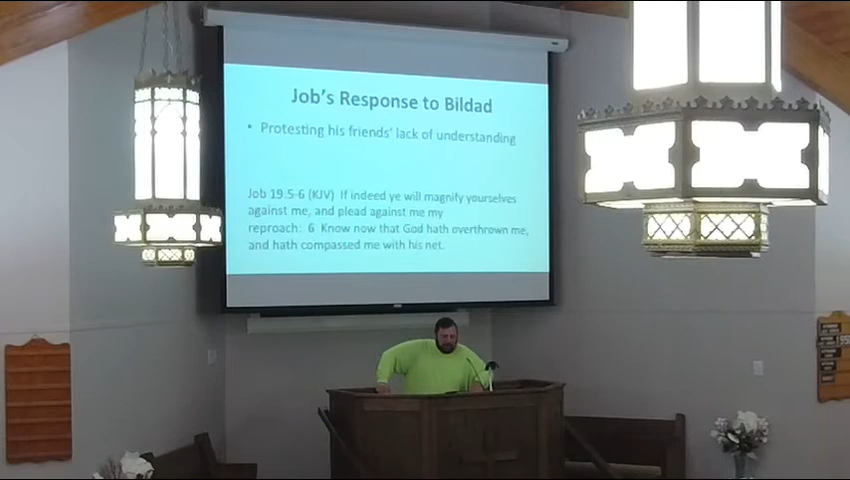 Job's Response to Bildad
• Protesting his friends' lack of understanding
Job 19:5-6 (KJV)  If indeed ye will magnify yourselves
against me, and plead against me my
reproach:  6  Know now that God hath overthrown me,
and hath compassed me with his net.